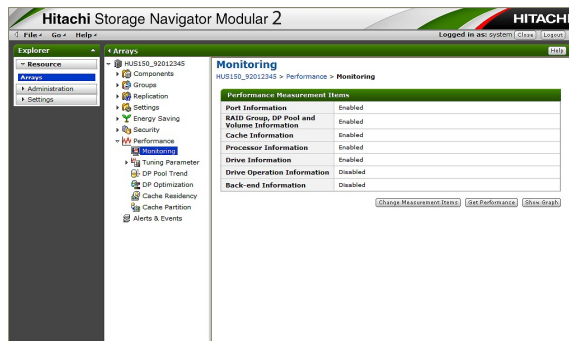 Hitachi Storage Navigator Modular 2
HITACHI
File Go Help
Logged in as: system Close Logout
Explorer
Arrays
Help
Resource
Arrays
Administration
Settings
HUS150_92012345
Components
Groups
Replication
Settings
Energy Saving
Security
Performance
Monitoring
Tuning Parameter
DP Pool Trend
DP Optimization
Cache Residency
Cache Partition
Alerts & Events
Monitoring
HUS150_92012345 > Performance > Monitoring
Performance Measurement Items
Port Information Enabled
RAID Group, DP Pool and
Volume Information Enabled
Cache Information Enabled
Processor Information Enabled
Drive Information Enabled
Drive Operation Information Disabled
Back-end Information Disabled
Change Measurement Items Get Performance Show Graph